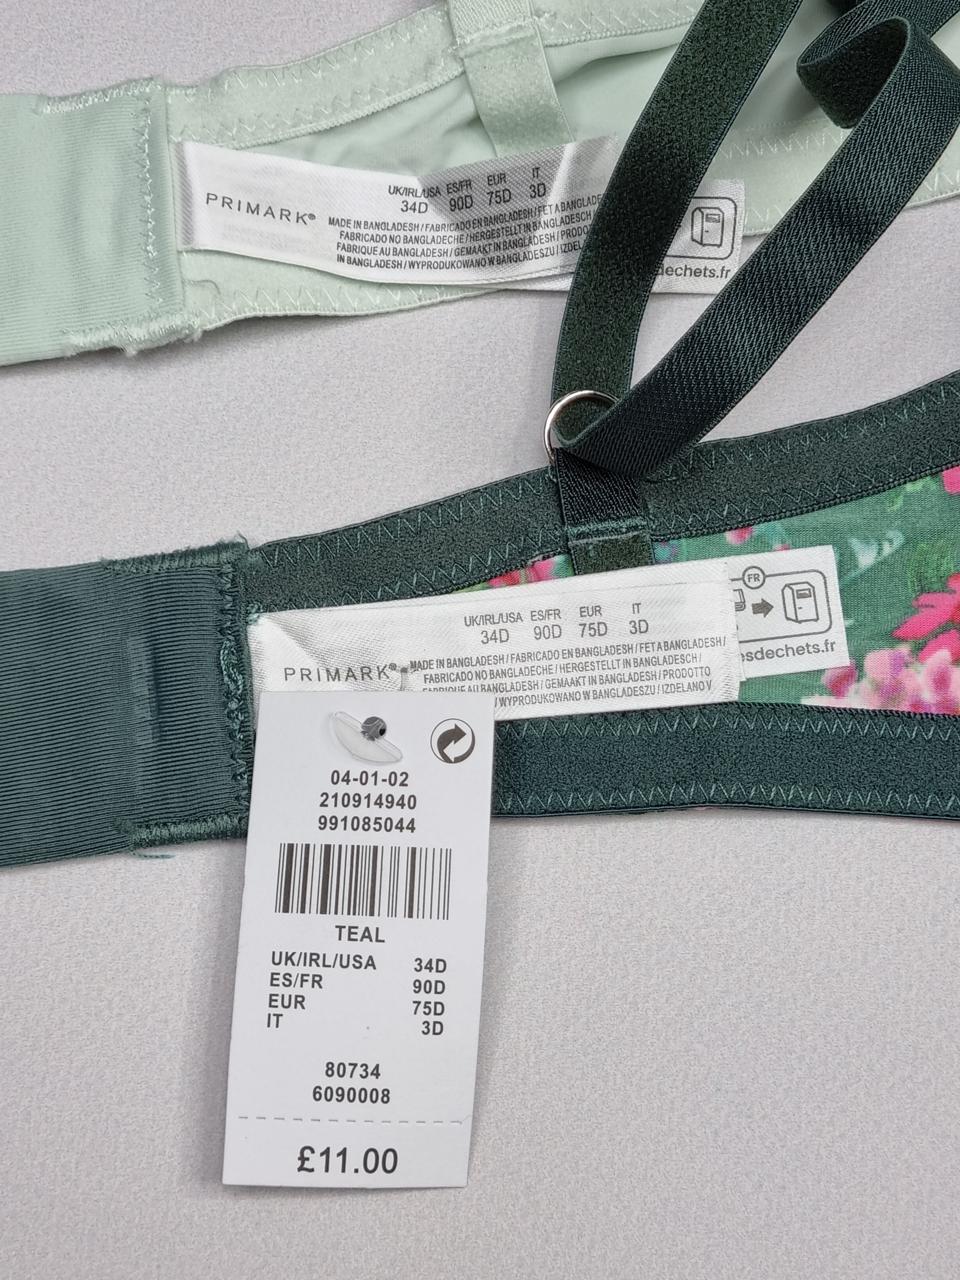 PRIMARK®
UK/IRL/USA ES/FR EUR IT
34D 90D 75D 3D
MADE IN BANGLADESH / FABRICADO EN BANGLADESH / FET A BANGLADE
FABRICADO NO BANGLADECHE / HERGESTELLT IN BANGLADESCH
FABRIQUE AU BANGLADESH / GEMAAKT IN BANGLADESH / PRODO
IN BANGLADESH / WYPRODUKOWANO W BANGLADESZU / IZDEL
dechets.fr
UK/IRL/USA ES/FR EUR IT
34D 90D 75D 3D
PRIMARK®
MADE IN BANGLADESH / FABRICADO EN BANGLADESH / FET A BANGLADESH /
FABRICADO NO BANGLADECHE / HERGESTELLT IN BANGLADESCH /
FABRIQUE AU BANGLADESH / GEMAAKT IN BANGLADESH / PRODOTTO
WYPRODUKOWANO W BANGLADESZU / IZDELANO V
FR
esdechets.fr
04-01-02
210914940
991085044
TEAL
UK/IRL/USA 34D
ES/FR 90D
EUR 75D
IT 3D
80734
6090008
£11.00